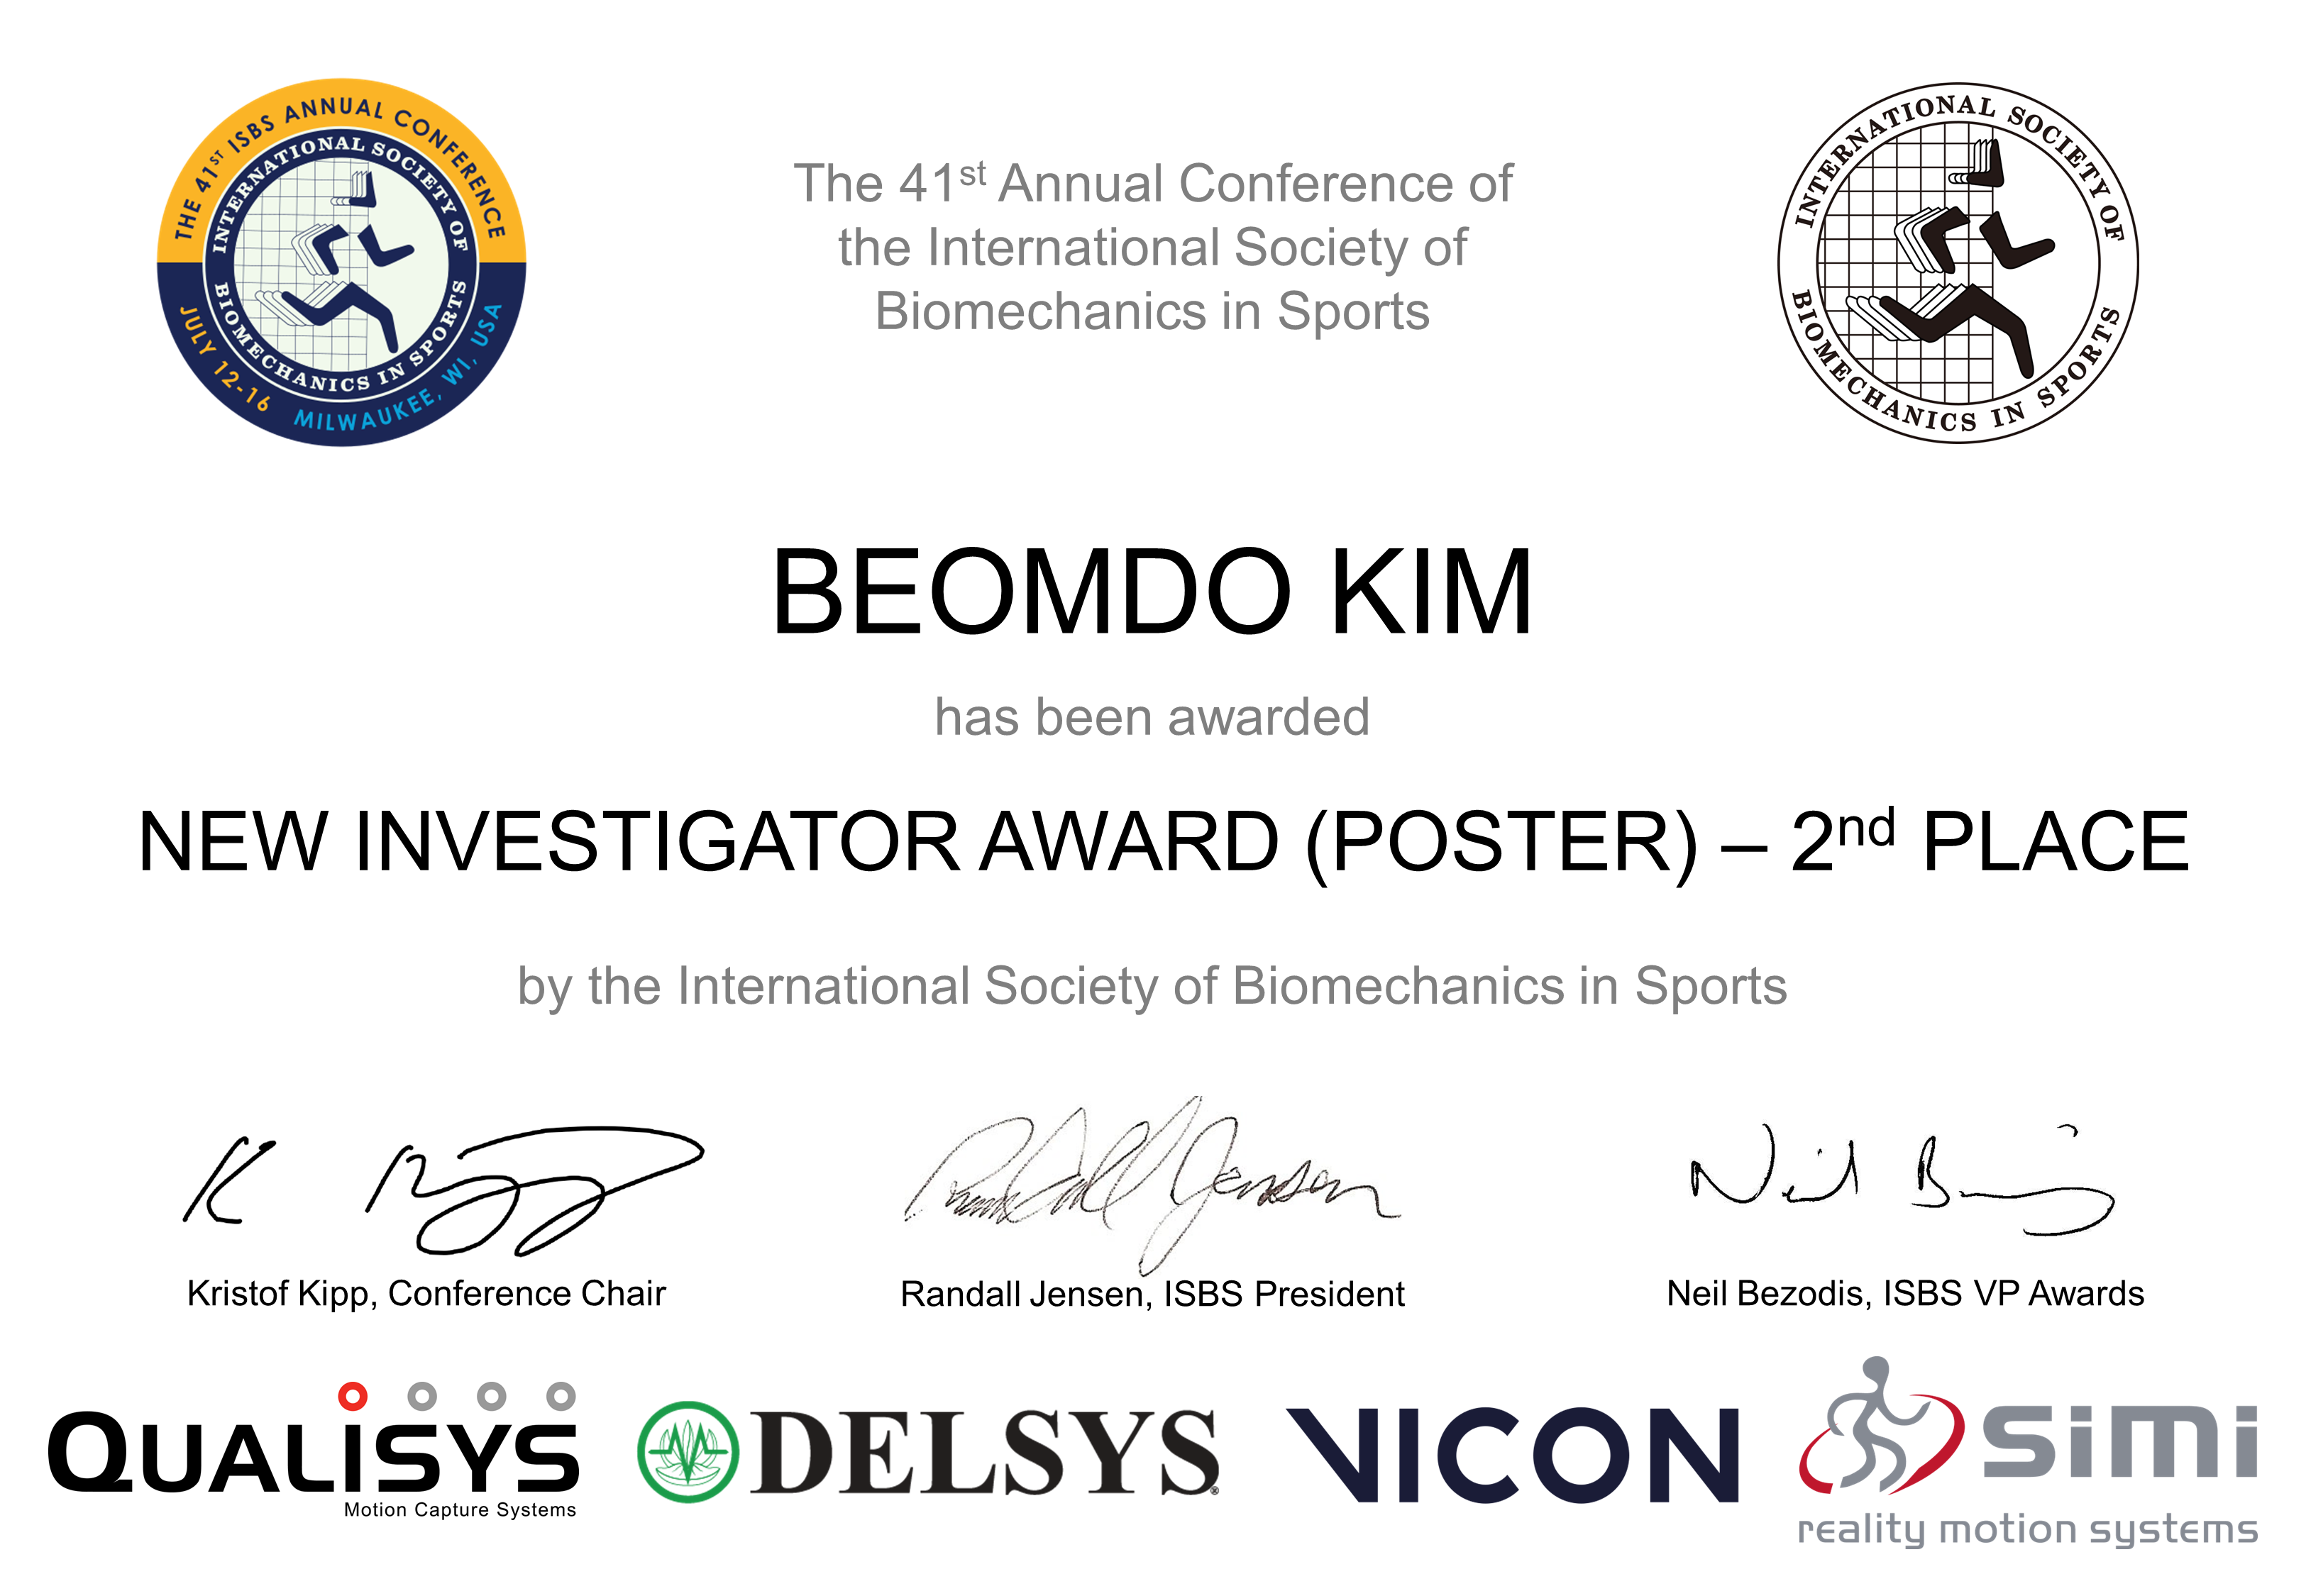 THE 41ST ISBS ANNUAL CONFERENCE
INTERNATIONAL SOCIETY OF
BIOMECHANICS IN SPORTS
JULY 12-16
MILWAUKEE, WI, USA
The 41st Annual Conference of
the International Society of
Biomechanics in Sports
INTERNATIONAL SOCIETY OF
BIOMECHANICS IN SPORTS
BEOMDO KIM
has been awarded
NEW INVESTIGATOR AWARD (POSTER) – 2nd PLACE
by the International Society of Biomechanics in Sports
Randall Jensen
Neil B
Kristof Kipp, Conference Chair
Randall Jensen, ISBS President
Neil Bezodis, ISBS VP Awards
QUALISYS
Motion Capture Systems
DELSYS®
VICON
SIMI
reality motion systems